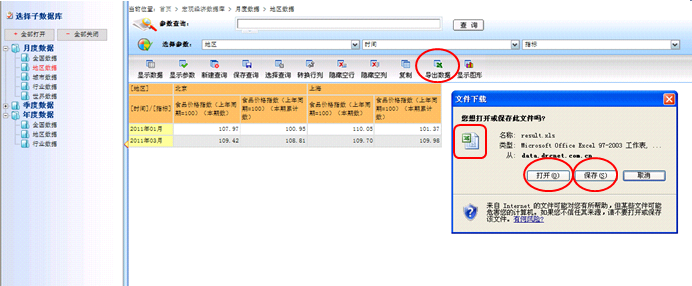 选择子数据库
+ 全部打开
- 全部关闭
月度数据
全国数据
地区数据
城市数据
行业数据
世界数据
季度数据
年度数据
全国数据
地区数据
行业数据
当前位置: 首页 > 宏观经济数据库 > 月度数据 > 地区数据
参数查询:
查 询
选择参数:
地区
时间
指标
显示数据
显示参数
新建查询
保存查询
选择查询
转换行列
隐藏空行
隐藏空列
复制
导出数据
显示图形
[地区] 北京 上海
[时间]/[指标] 食品价格指数（上年同期=100）（本期数） 食品价格指数（上年同期=100）（本期累计数） 食品价格指数（上年同期=100）（本期数） 食品价格指数（上年同期=100）（本期累计数）
2011年01月 107.97 100.95 110.03 101.37
2011年03月 109.42 108.81 109.70 109.98
文件下载
您想打开或保存此文件吗?
名称: result.xls
类型: Microsoft Office Excel 97-2003 工作表, ...
从: data.drcnet.com.cn
打开(O)
保存(S)
取消
来自 Internet 的文件可能对您有所帮助，但某些文件可能
危害您的计算机。如果您不信任其来源，请不要打开或保存
该文件。有何风险?